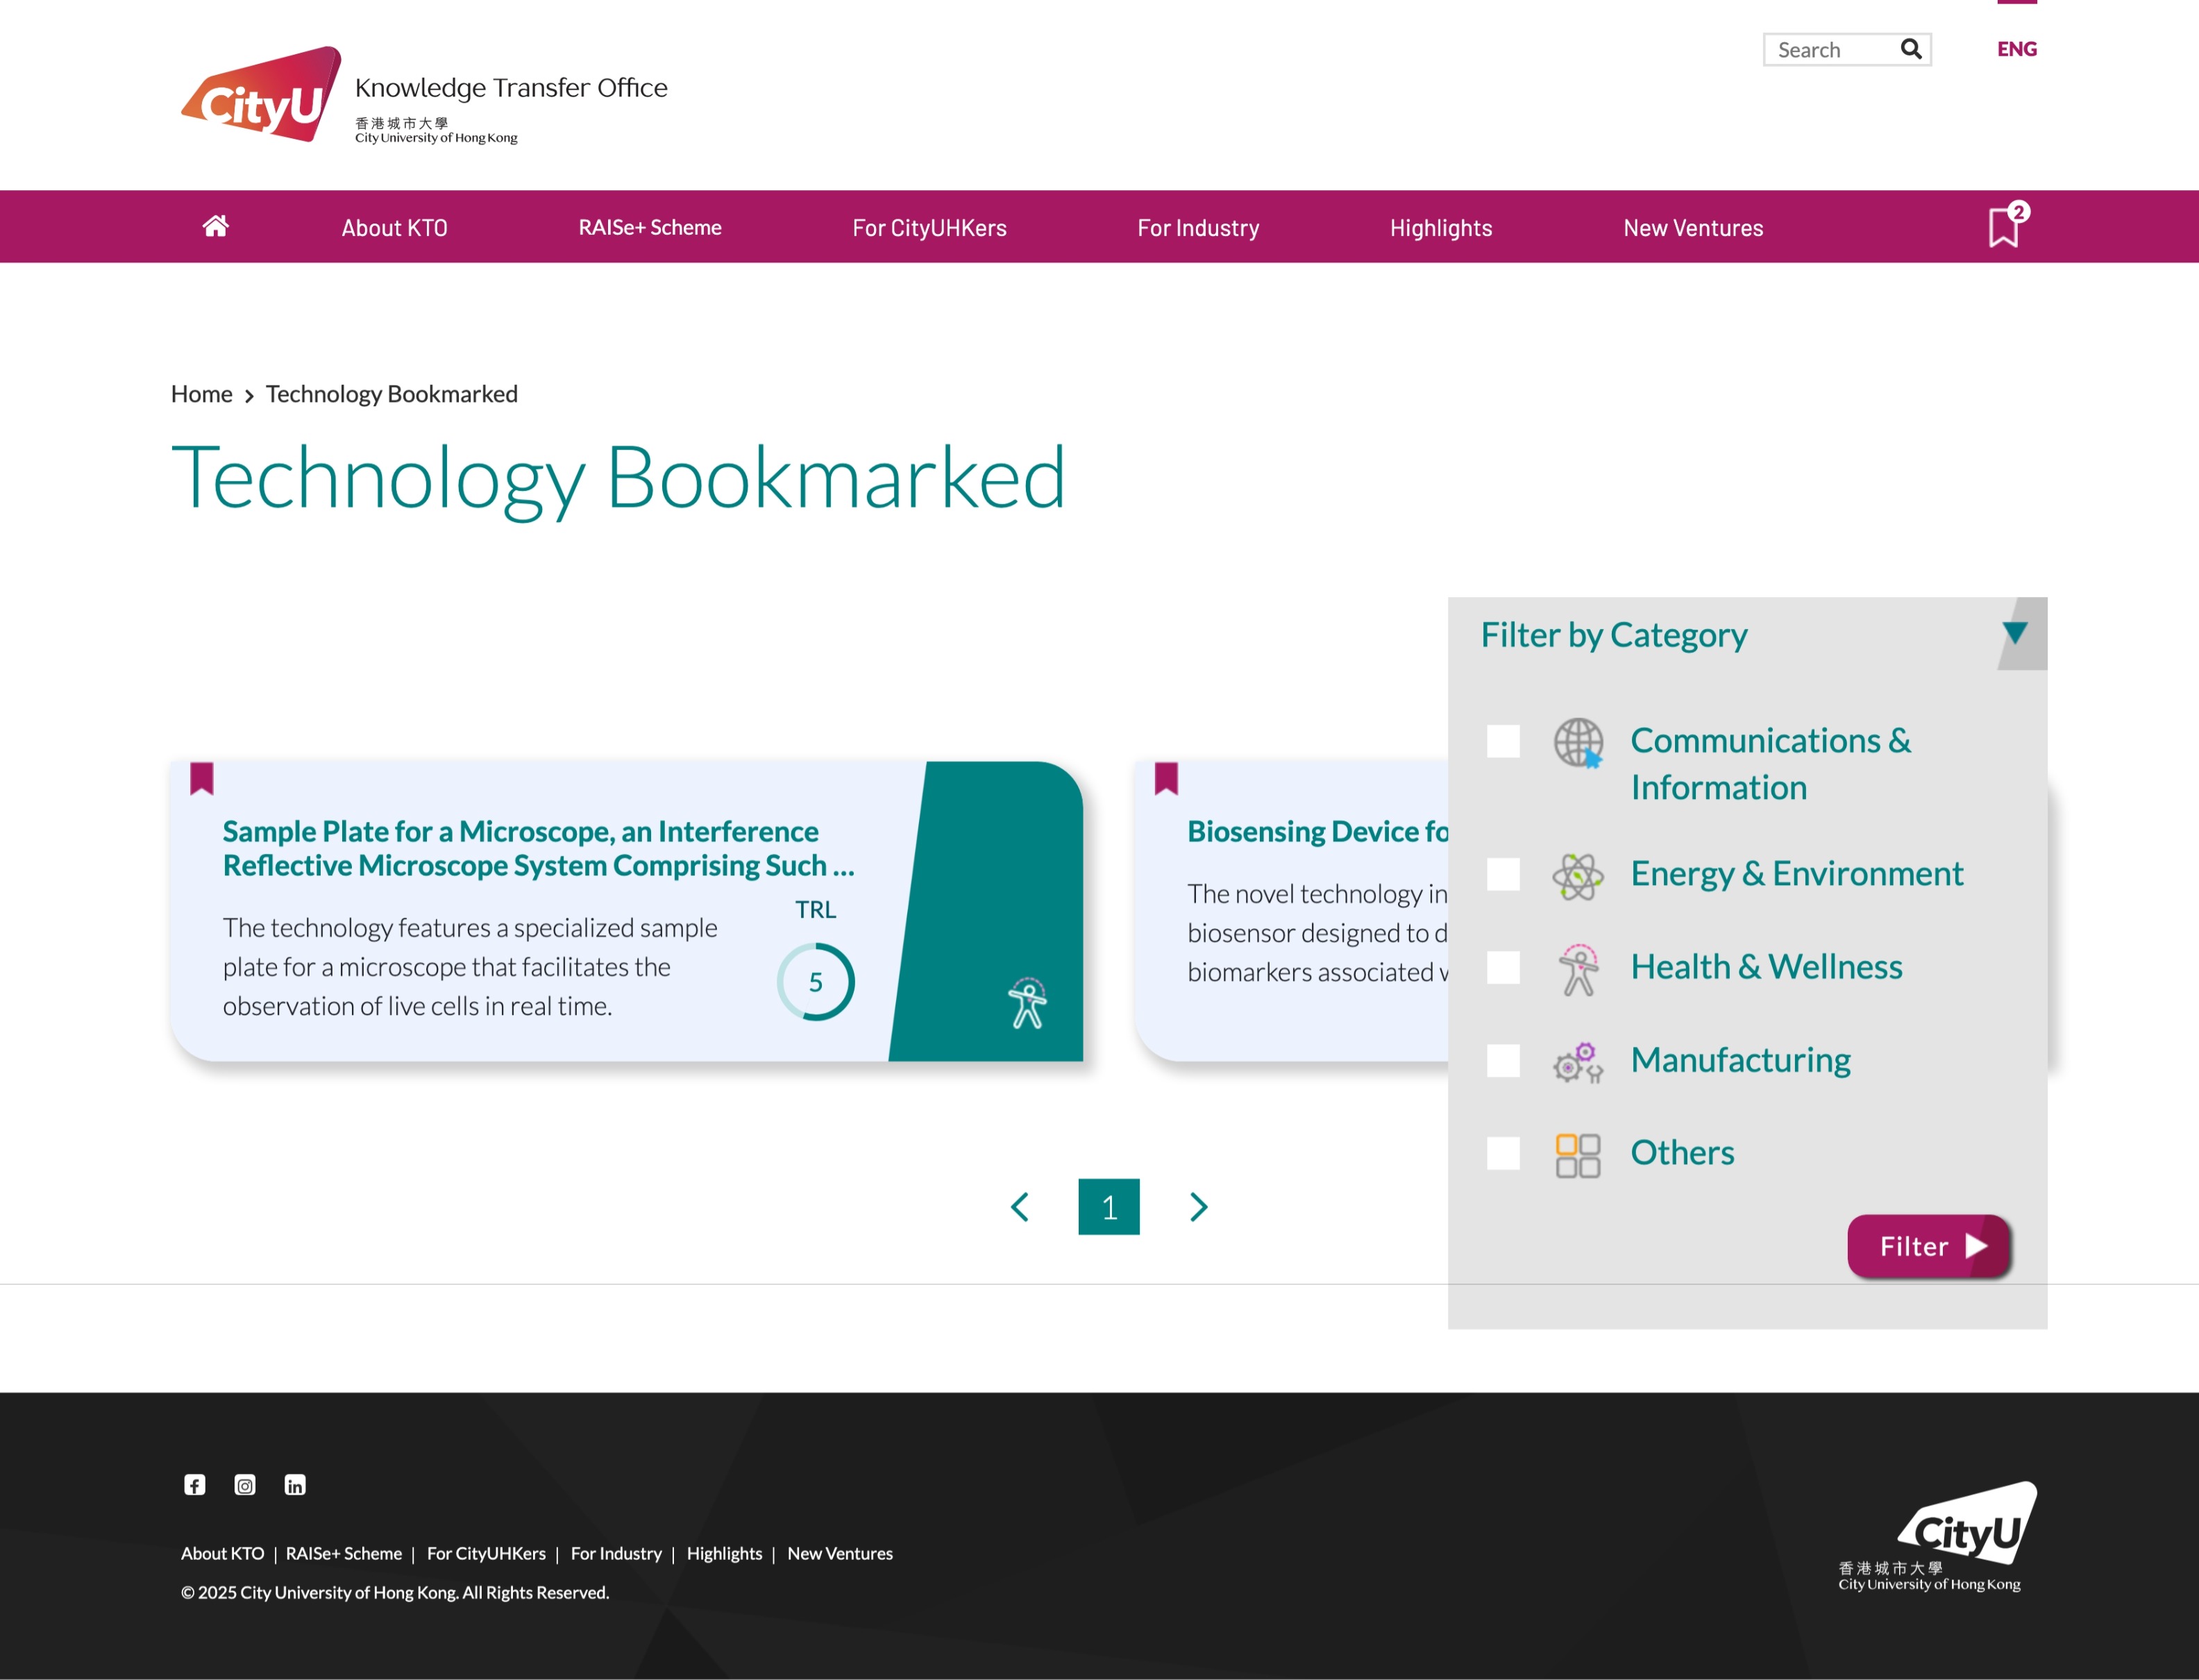 Search
ENG
CityU
Knowledge Transfer Office
香港城市大學
City University of Hong Kong
About KTO
RAISe+ Scheme
For CityUHKers
For Industry
Highlights
New Ventures
2
Home > Technology Bookmarked
Technology Bookmarked
Filter by Category
Communications &
Information
Energy & Environment
Health & Wellness
Manufacturing
Others
Filter
Sample Plate for a Microscope, an Interference
Reflective Microscope System Comprising Such ...
The technology features a specialized sample
plate for a microscope that facilitates the
observation of live cells in real time.
TRL
5
Biosensing Device fo
The novel technology in
biosensor designed to d
biomarkers associated
1
About KTO | RAISe+ Scheme | For CityUHKers | For Industry | Highlights | New Ventures
© 2025 City University of Hong Kong. All Rights Reserved.
CityU
香港城市大學
City University of Hong Kong